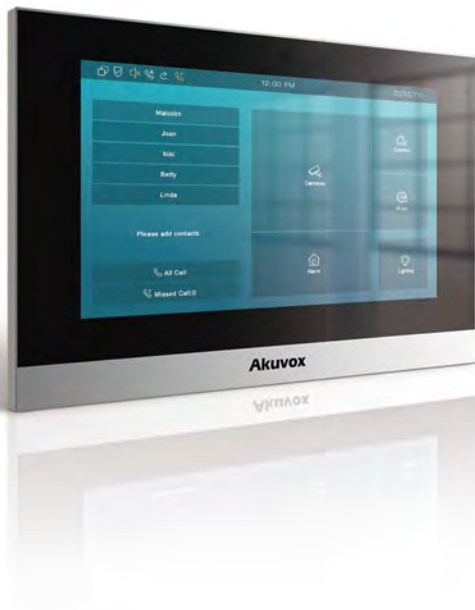 12:00 PM
Malcolm
Joan
Niki
Betty
Linda
Please add contacts
All Call
Missed Call:0
Cameras
Alarm
Lighting
Akuvox
Akuvox